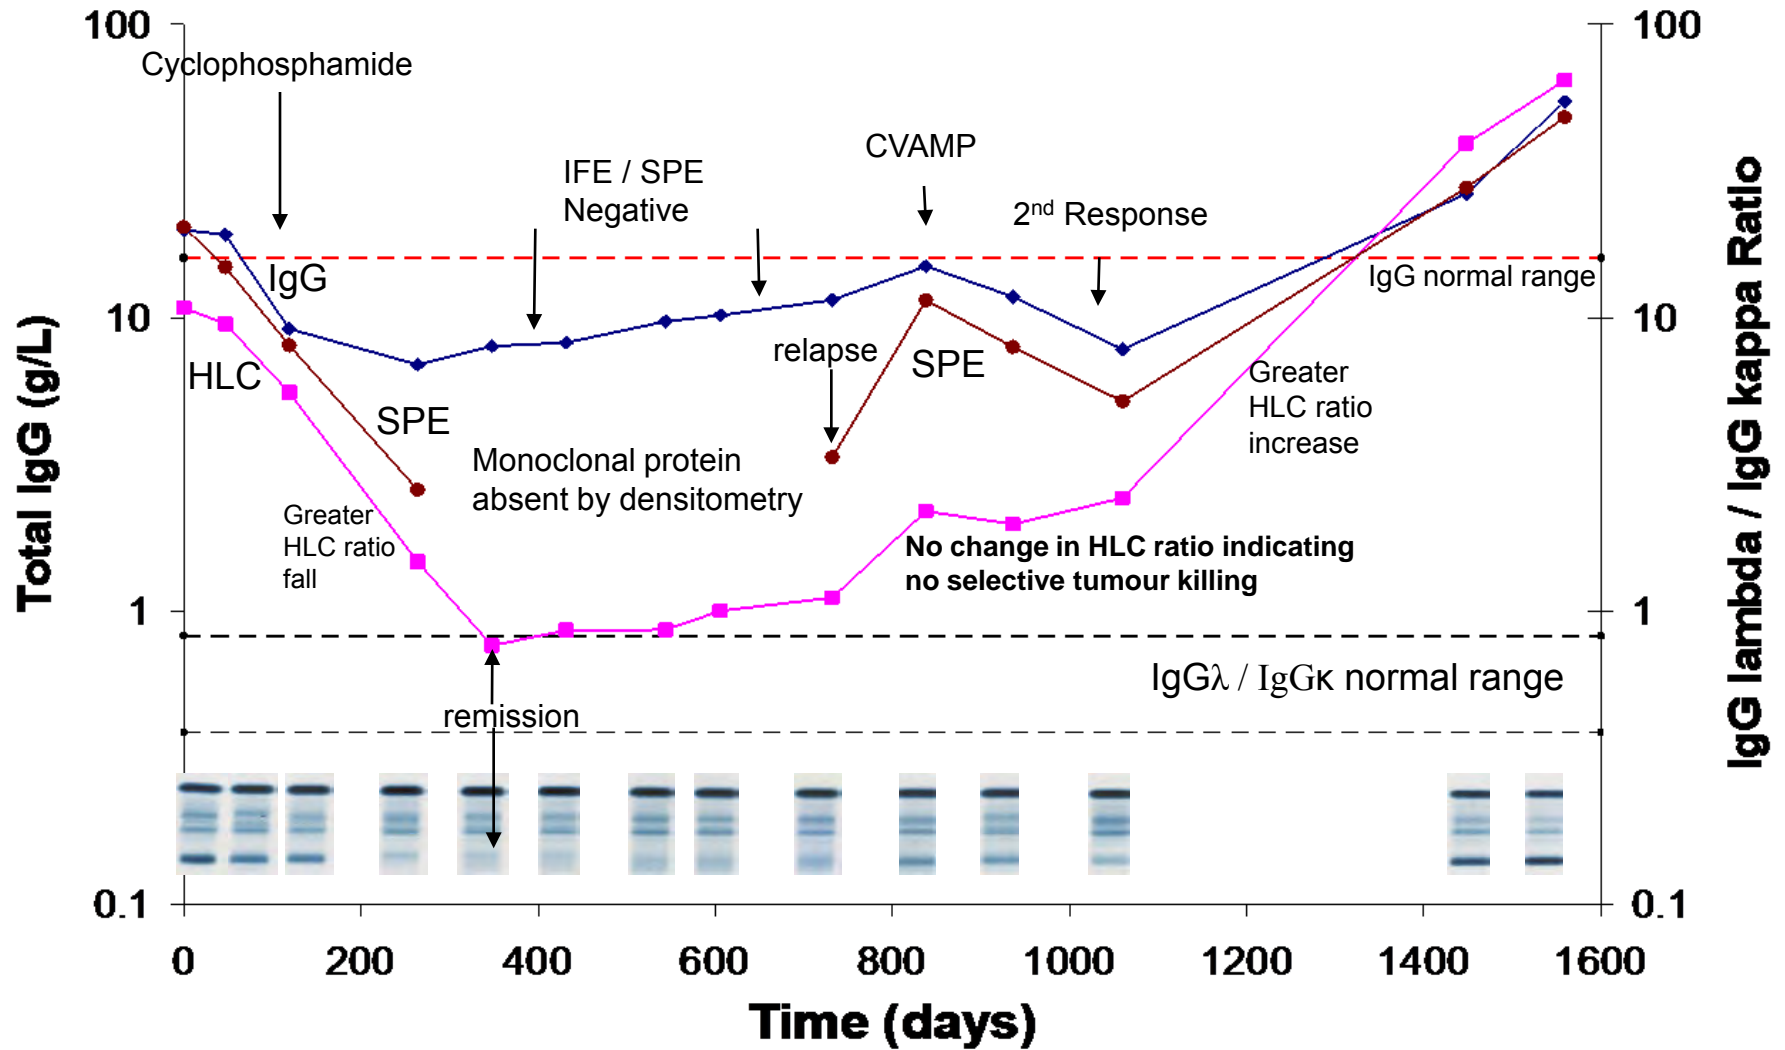 100
100
Cyclophosphamide
CVAMP
IFE / SPE
Negative
2nd Response
IgG
IgG normal range
10
10
relapse
HLC
SPE
Greater
HLC ratio
increase
SPE
Monoclonal protein
absent by densitometry
Greater
HLC ratio
fall
No change in HLC ratio indicating
no selective tumour killing
1
1
IgGλ / IgGκ normal range
remission
0.1
0.1
0 200 400 600 800 1000 1200 1400 1600
Time (days)
Total IgG (g/L)
IgG lambda / IgG kappa Ratio